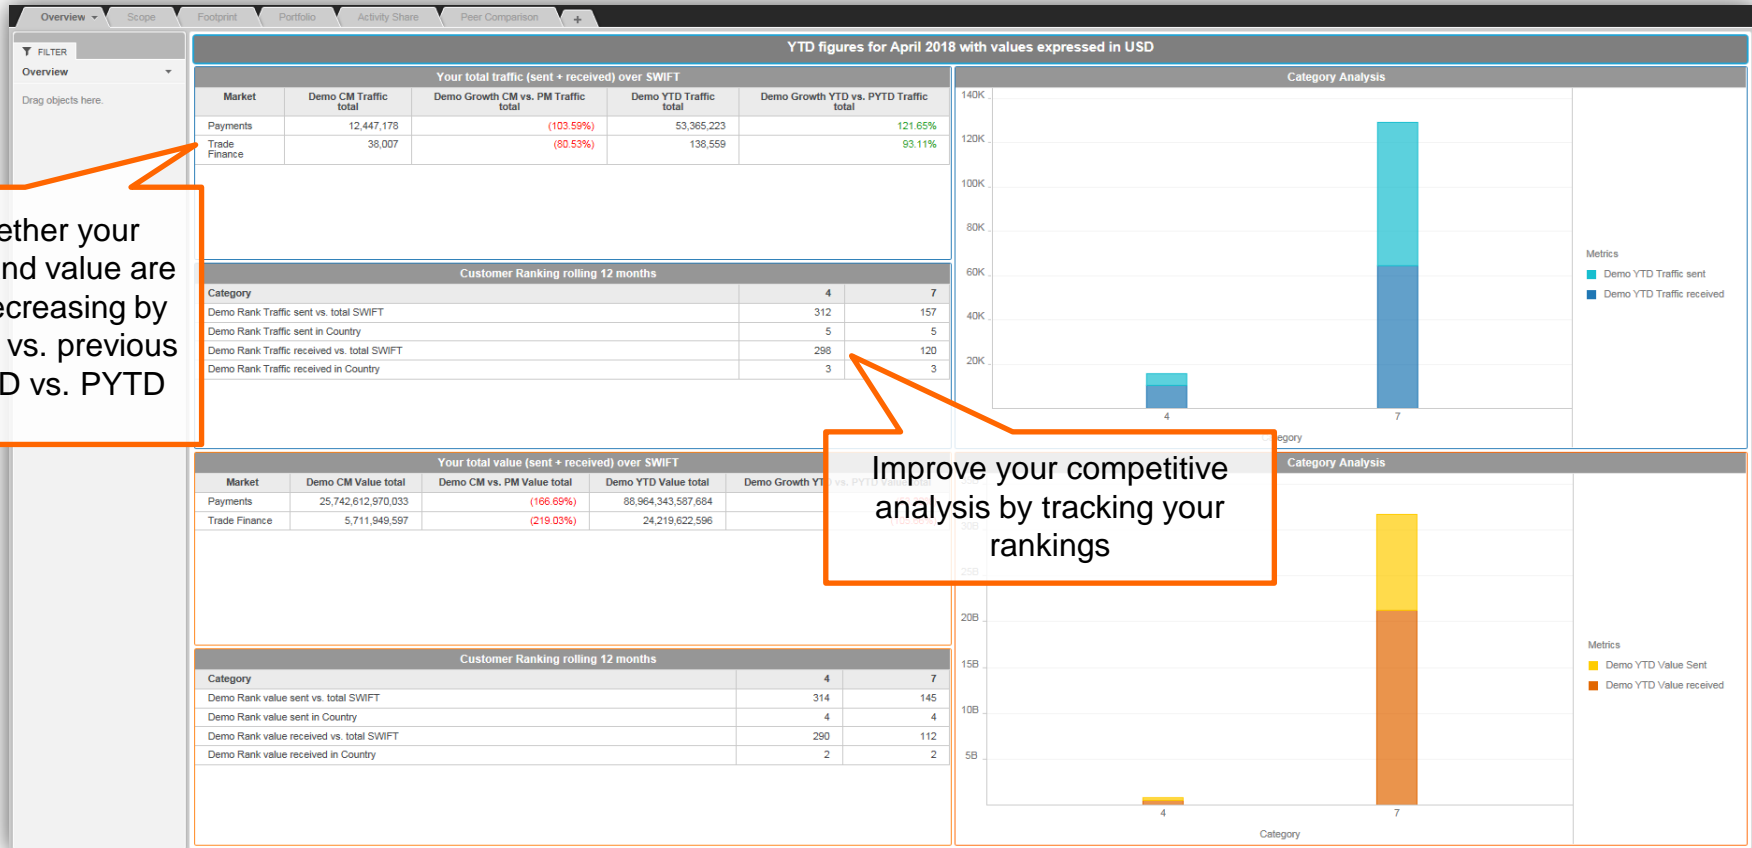 Overview
Scope
Footprint
Portfolio
Activity Share
Peer Comparison
+
FILTER
Overview
Drag objects here.
YTD figures for April 2018 with values expressed in USD
Your total traffic (sent + received) over SWIFT
Market Demo CM Traffic total Demo Growth CM vs. PM Traffic total Demo YTD Traffic total Demo Growth YTD vs. PYTD Traffic total
Payments 12,447,178 (103.59%) 53,365,223 121.65%
Trade Finance 38,007 (80.53%) 138,559 93.11%
ether your
nd value are
ecreasing by
vs. previous
D vs. PYTD
Customer Ranking rolling 12 months
Category 4 7
Demo Rank Traffic sent vs. total SWIFT 312 157
Demo Rank Traffic sent in Country 5 5
Demo Rank Traffic received vs. total SWIFT 298 120
Demo Rank Traffic received in Country 3 3
Category Analysis
140K
120K
100K
80K
60K
40K
20K
4 7
egory
Metrics
Demo YTD Traffic sent
Demo YTD Traffic received
Improve your competitive
analysis by tracking your
rankings
Your total value (sent + received) over SWIFT
Market Demo CM Value total Demo CM vs. PM Value total Demo YTD Value total Demo Growth YTD vs. PYTD Value total
Payments 25,742,612,970,033 (166.69%) 88,964,343,587,684
Trade Finance 5,711,949,597 (219.03%) 24,219,622,596
Customer Ranking rolling 12 months
Category 4 7
Demo Rank value sent vs. total SWIFT 314 145
Demo Rank value sent in Country 4 4
Demo Rank value received vs. total SWIFT 290 112
Demo Rank value received in Country 2 2
Category Analysis
30B
25B
20B
15B
10B
5B
4 7
Category
Metrics
Demo YTD Value Sent
Demo YTD Value received